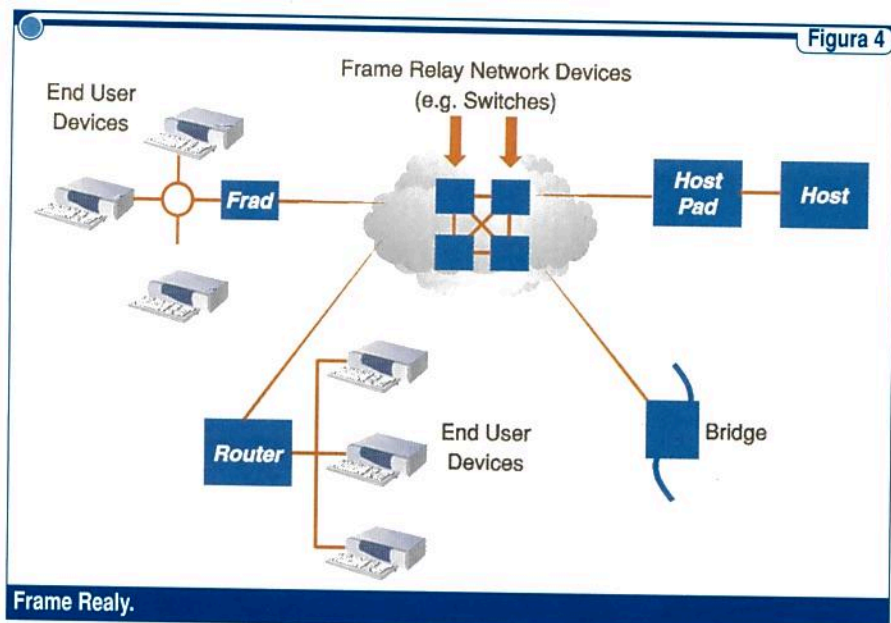 Figura 4
Frame Relay Network Devices
(e.g. Switches)
End User
Devices
Frad
Host
Pad
Host
Router
End User
Devices
Bridge
Frame Realy.